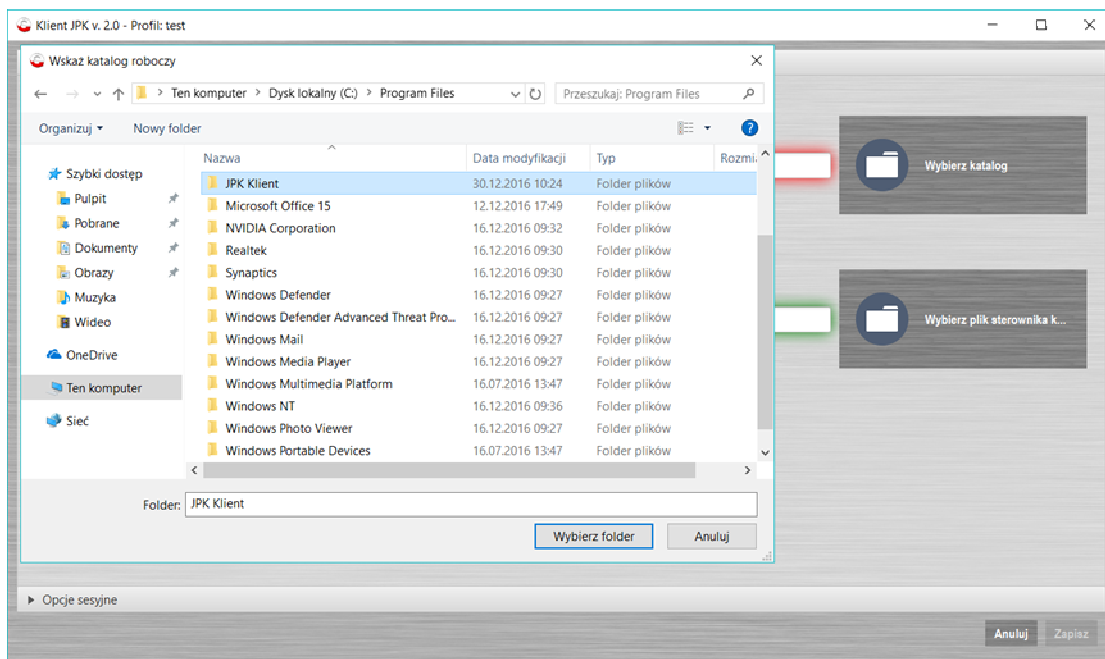 Klient JPK v. 2.0 - Profil: test
Wskaż katalog roboczy
Ten komputer > Dysk lokalny (C:) > Program Files
Przeszukaj: Program Files
Organizuj Nowy folder
?
Nazwa Data modyfikacji Typ Rozmi
Szybki dostęp
Pulpit
Pobrane
Dokumenty
Obrazy
Muzyka
Wideo
OneDrive
Ten komputer
Sieć
JPK Klient 30.12.2016 10:24 Folder plików
Microsoft Office 15 12.12.2016 17:49 Folder plików
NVIDIA Corporation 16.12.2016 09:32 Folder plików
Realtek 16.12.2016 09:30 Folder plików
Synaptics 16.12.2016 09:30 Folder plików
Windows Defender 16.12.2016 09:27 Folder plików
Windows Defender Advanced Threat Pro... 16.12.2016 09:27 Folder plików
Windows Mail 16.12.2016 09:27 Folder plików
Windows Media Player 16.12.2016 09:27 Folder plików
Windows Multimedia Platform 16.07.2016 13:47 Folder plików
Windows NT 16.12.2016 09:36 Folder plików
Windows Photo Viewer 16.12.2016 09:27 Folder plików
Windows Portable Devices 16.07.2016 13:47 Folder plików
Folder: JPK Klient
Wybierz folder Anuluj
Wybierz katalog
Wybierz plik sterownika k...
Opcje sesyjne
Anuluj Zapisz